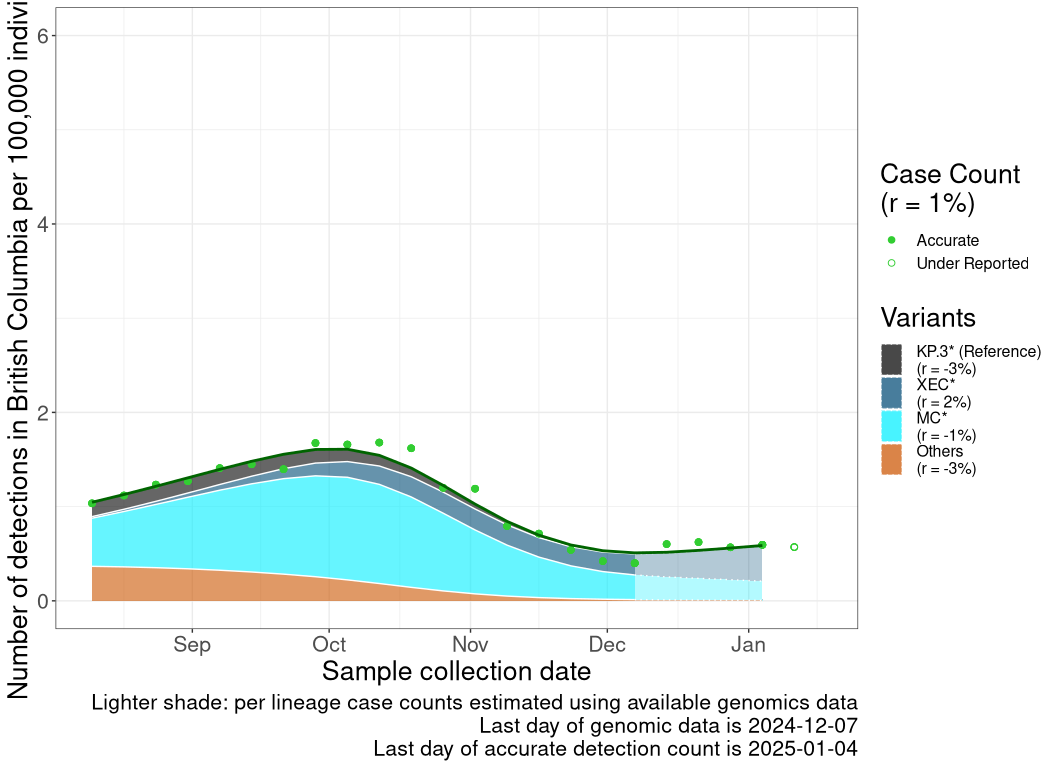 Number of detections in British Columbia per 100,000
6
4
2
0
Sep Oct Nov Dec Jan
Sample collection date
Lighter shade: per lineage case counts estimated using available genomics data
Last day of genomic data is 2024-12-07
Last day of accurate detection count is 2025-01-04
Case Count
(r = 1%)
Accurate
Under Reported
Variants
KP.3* (Reference)
(r = -3%)
XEC*
(r = 2%)
MC*
(r = -1%)
Others
(r = -3%)